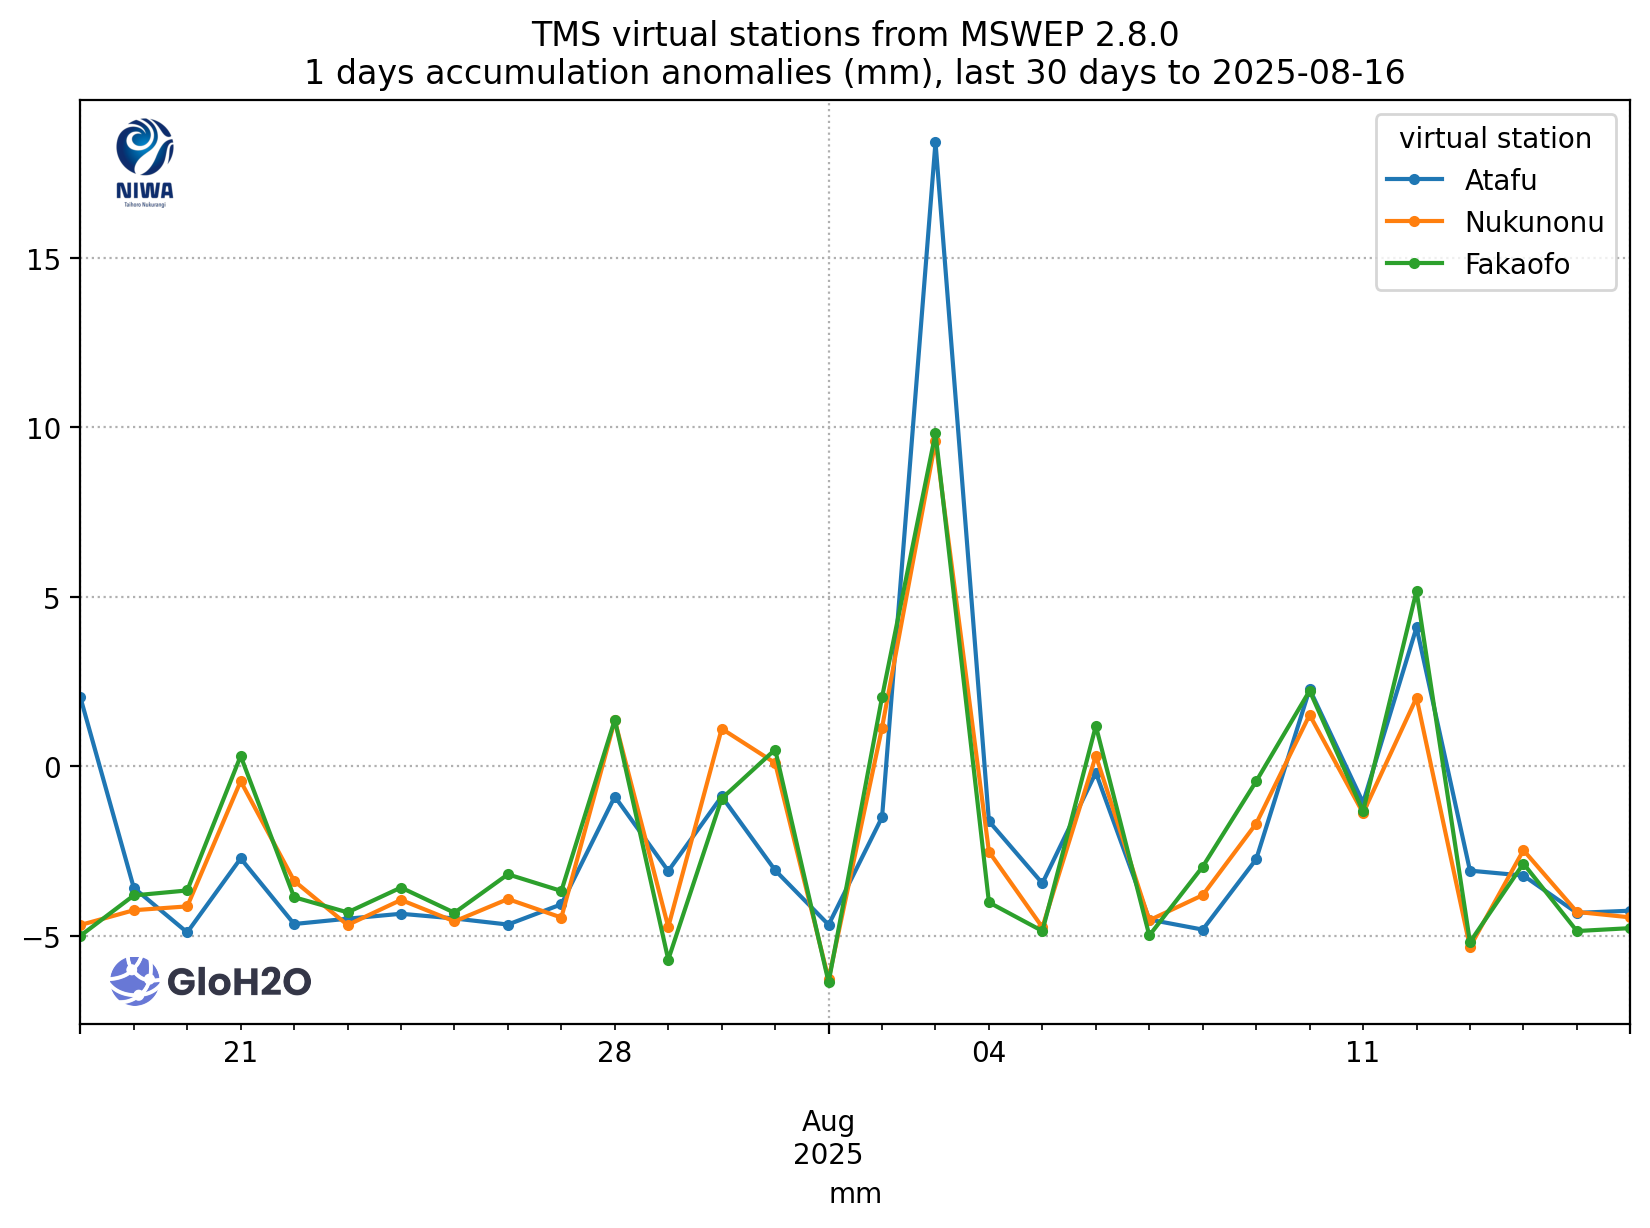 TMS virtual stations from MSWEP 2.8.0
1 days accumulation anomalies (mm), last 30 days to 2025-08-16
NIWA
Taihoro Nukurangi
virtual station
Atafu
Nukunonu
Fakaofo
15
10
5
0
−5
GloH2O
21
28
04
11
Aug
2025
mm